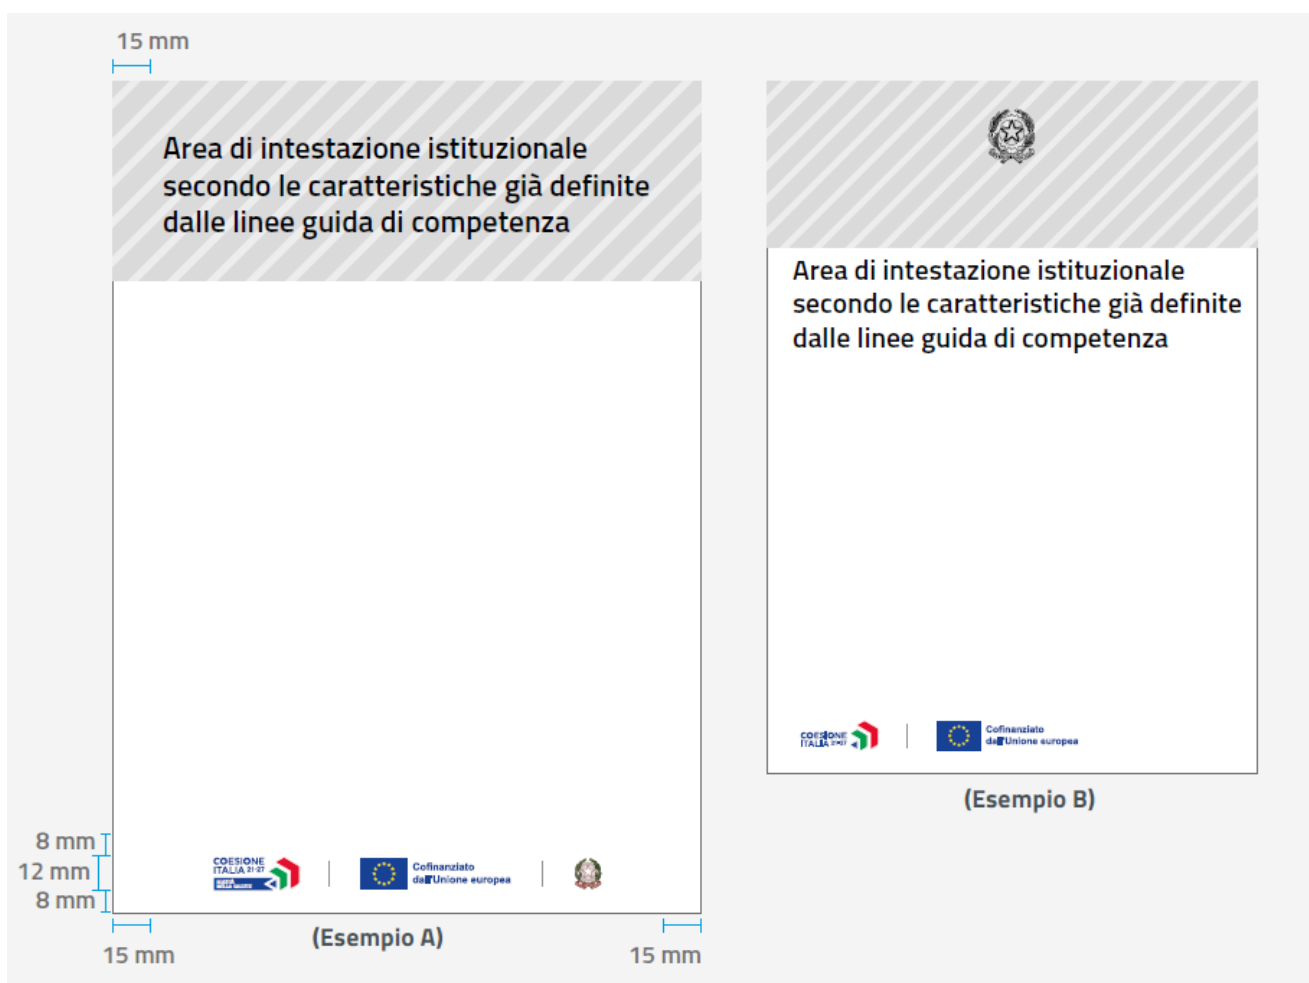 15 mm
Area di intestazione istituzionale
secondo le caratteristiche già definite
dalle linee guida di competenza
Area di intestazione istituzionale
secondo le caratteristiche già definite
dalle linee guida di competenza
COESIONE
ITALIA 21-27
Cofinanziato
dall'Unione europea
(Esempio B)
8 mm
12 mm
8 mm
COESIONE
ITALIA 21-27
Cofinanziato
dall'Unione europea
(Esempio A)
15 mm
15 mm